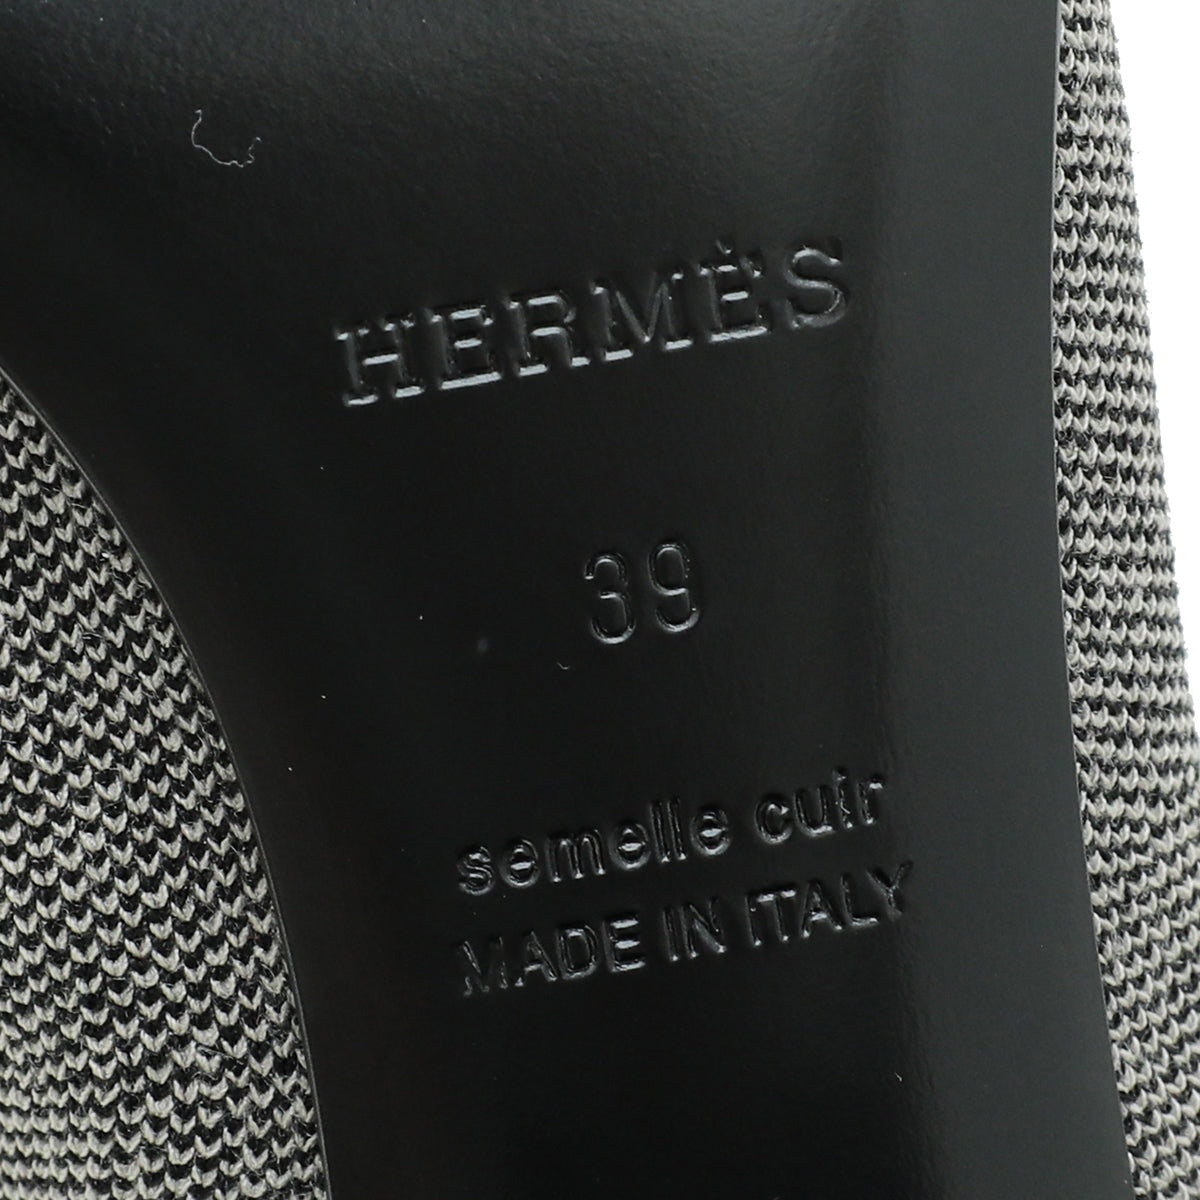 HERMÈS
39
semelle cuir
MADE IN ITALY